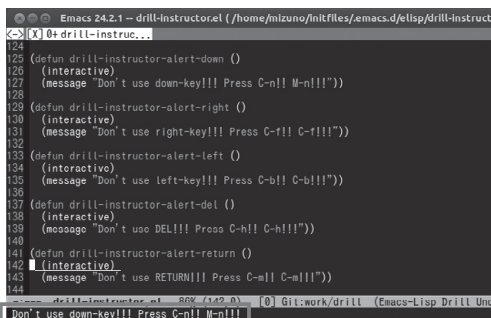 Emacs 24.2.1 -- drill-instructor.el (/home/mizuno/initfiles/.emacs.d/elisp/drill-instruct
<->[X] 0+ drill-instruc...
124
125 (defun drill-instructor-alert-down ()
126   (interactive)
127   (message "Don't use down-key!!! Press C-n!! M-n!!!"))
128
129 (defun drill-instructor-alert-right ()
130   (interactive)
131   (message "Don't use right-key!!! Press C-f!! C-f!!!"))
132
133 (defun drill-instructor-alert-left ()
134   (interactive)
135   (message "Don't use left-key!!! Press C-b!! C-b!!!"))
136
137 (defun drill-instructor-alert-del ()
138   (interactive)
139   (message "Don't use DEL!!! Press C-h!! C-h!!!"))
140
141 (defun drill-instructor-alert-return ()
142   (interactive)
143   (message "Don't use RETURN!!! Press C-m!! C-m!!!"))
144
drill-instructor.el 86% (142,0) [0] Git:work/drill (Emacs-Lisp Drill Und
Don't use down-key!!! Press C-n!! M-n!!!